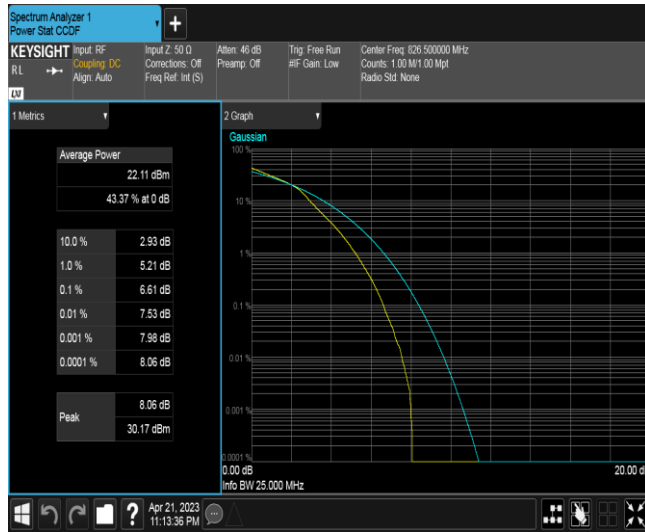 Spectrum Analyzer 1
Power Stat CCDF
+
KEYSIGHT
RL
LXI
Input: RF
Coupling: DC
Align: Auto
Input Z: 50 Ω
Corrections: Off
Freq Ref: Int (S)
Atten: 46 dB
Preamp: Off
Trig: Free Run
#IF Gain: Low
Center Freq: 826.500000 MHz
Counts: 1.00 M/1.00 Mpt
Radio Std: None
1 Metrics
Average Power
22.11 dBm
43.37 % at 0 dB
10.0 % 2.93 dB
1.0 % 5.21 dB
0.1 % 6.61 dB
0.01 % 7.53 dB
0.001 % 7.98 dB
0.0001 % 8.06 dB
Peak
8.06 dB
30.17 dBm
2 Graph
Gaussian
100 %
10 %
1 %
0.1 %
0.01 %
0.001 %
0.0001 %
0.00 dB 20.00 d
Info BW 25.000 MHz
? Apr 21, 2023
11:13:36 PM